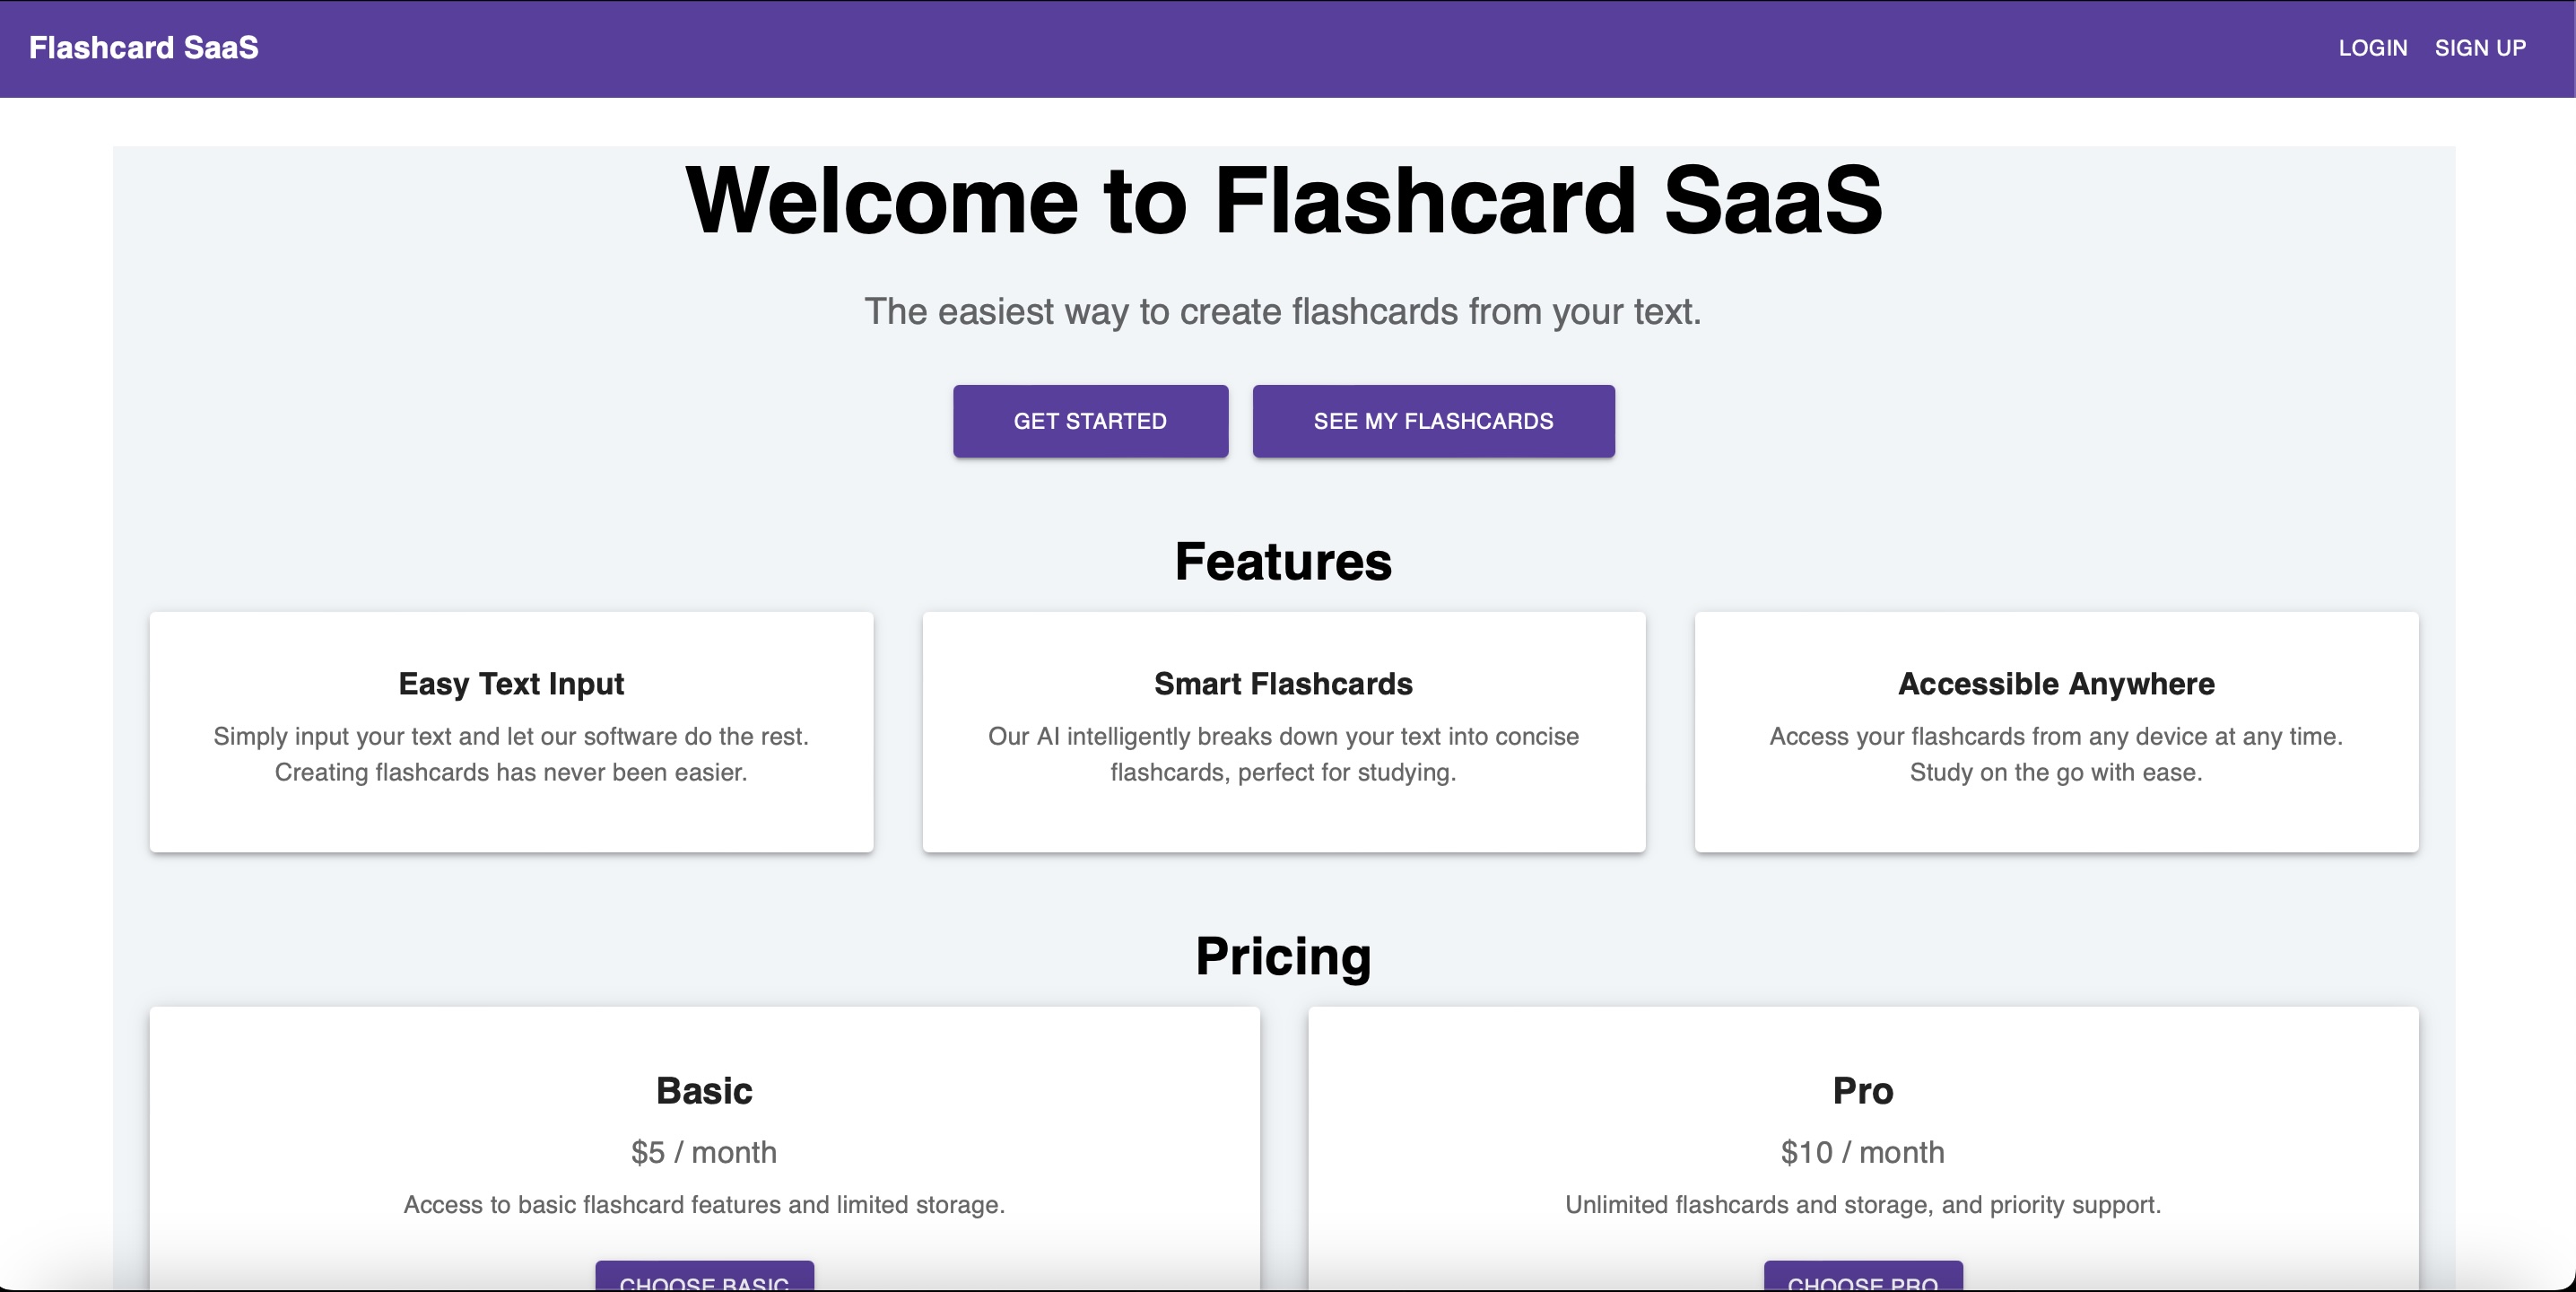 Flashcard SaaS
LOGIN SIGN UP
Welcome to Flashcard SaaS
The easiest way to create flashcards from your text.
GET STARTED
SEE MY FLASHCARDS
Features
Easy Text Input
Simply input your text and let our software do the rest.
Creating flashcards has never been easier.
Smart Flashcards
Our AI intelligently breaks down your text into concise
flashcards, perfect for studying.
Accessible Anywhere
Access your flashcards from any device at any time.
Study on the go with ease.
Pricing
Basic
$5 / month
Access to basic flashcard features and limited storage.
CHOOSE BASIC
Pro
$10 / month
Unlimited flashcards and storage, and priority support.
CHOOSE PRO